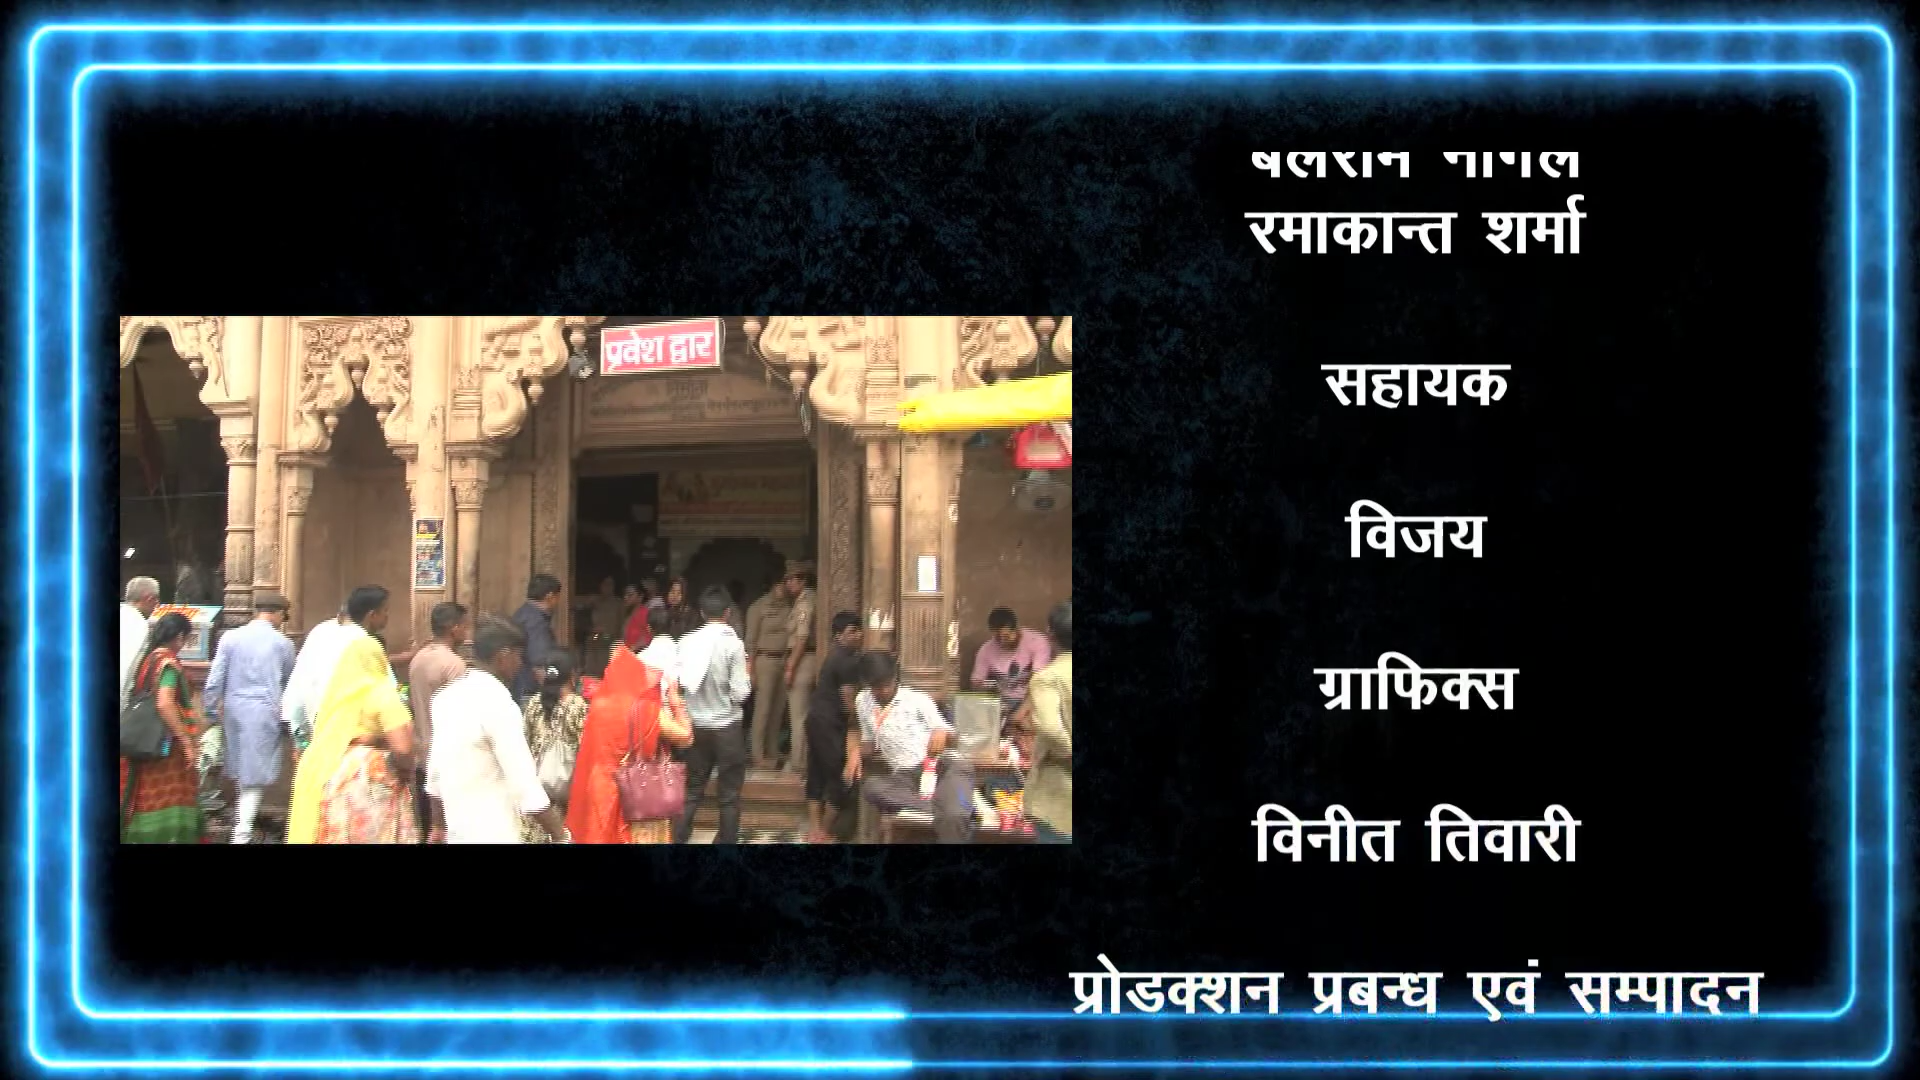 प्रवेश द्वार
रमाकान्त शर्मा
सहायक
विजय
ग्राफिक्स
विनीत तिवारी
प्रोडक्शन प्रबन्ध एवं सम्पादन